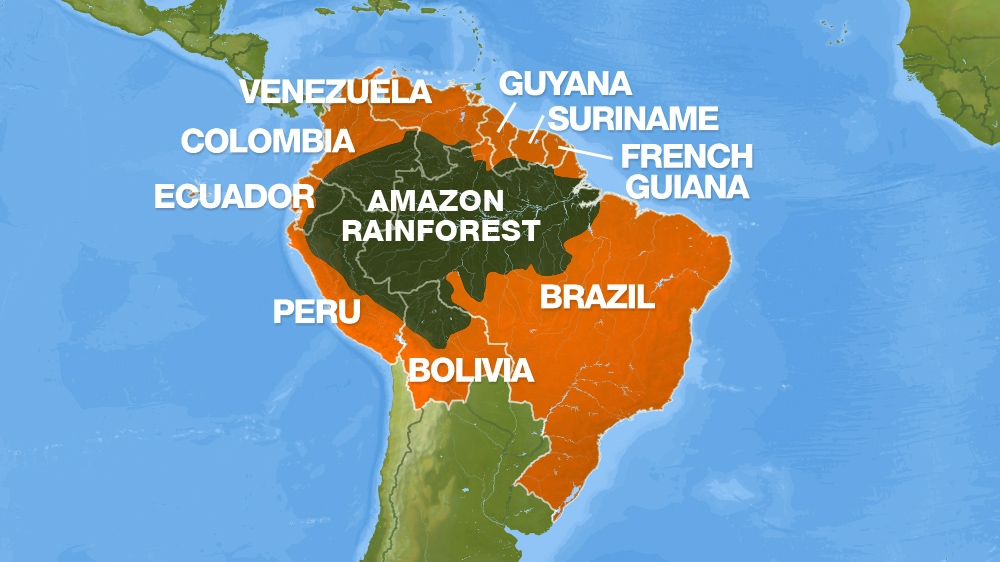 VENEZUELA
GUYANA
SURINAME
COLOMBIA
FRENCH
GUIANA
ECUADOR
AMAZON
RAINFOREST
BRAZIL
PERU
BOLIVIA